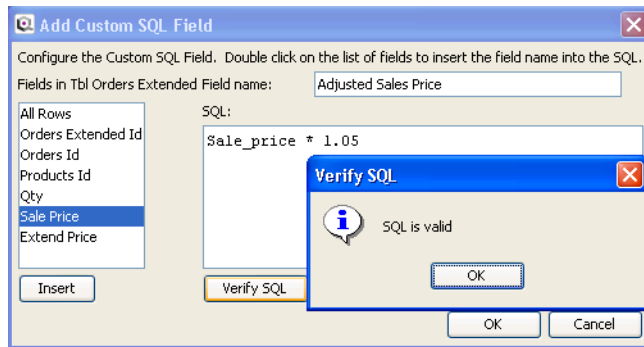 Add Custom SQL Field
Configure the Custom SQL Field. Double click on the list of fields to insert the field name into the SQL.
Fields in Tbl Orders Extended Field name: Adjusted Sales Price
All Rows
Orders Extended Id
Orders Id
Products Id
Qty
Sale Price
Extend Price
SQL:
Sale_price * 1.05
Verify SQL
SQL is valid
OK
Insert
Verify SQL
OK
Cancel